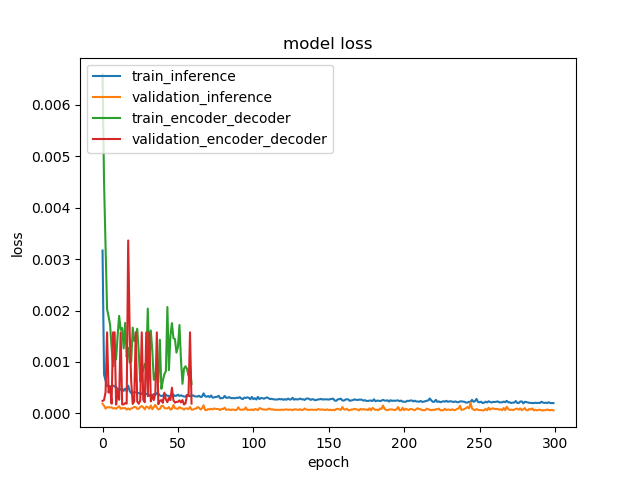 model loss
train_inference
validation_inference
train_encoder_decoder
validation_encoder_decoder
0.006
0.005
0.004
0.003
0.002
0.001
0.000
loss
0 50 100 150 200 250 300
epoch